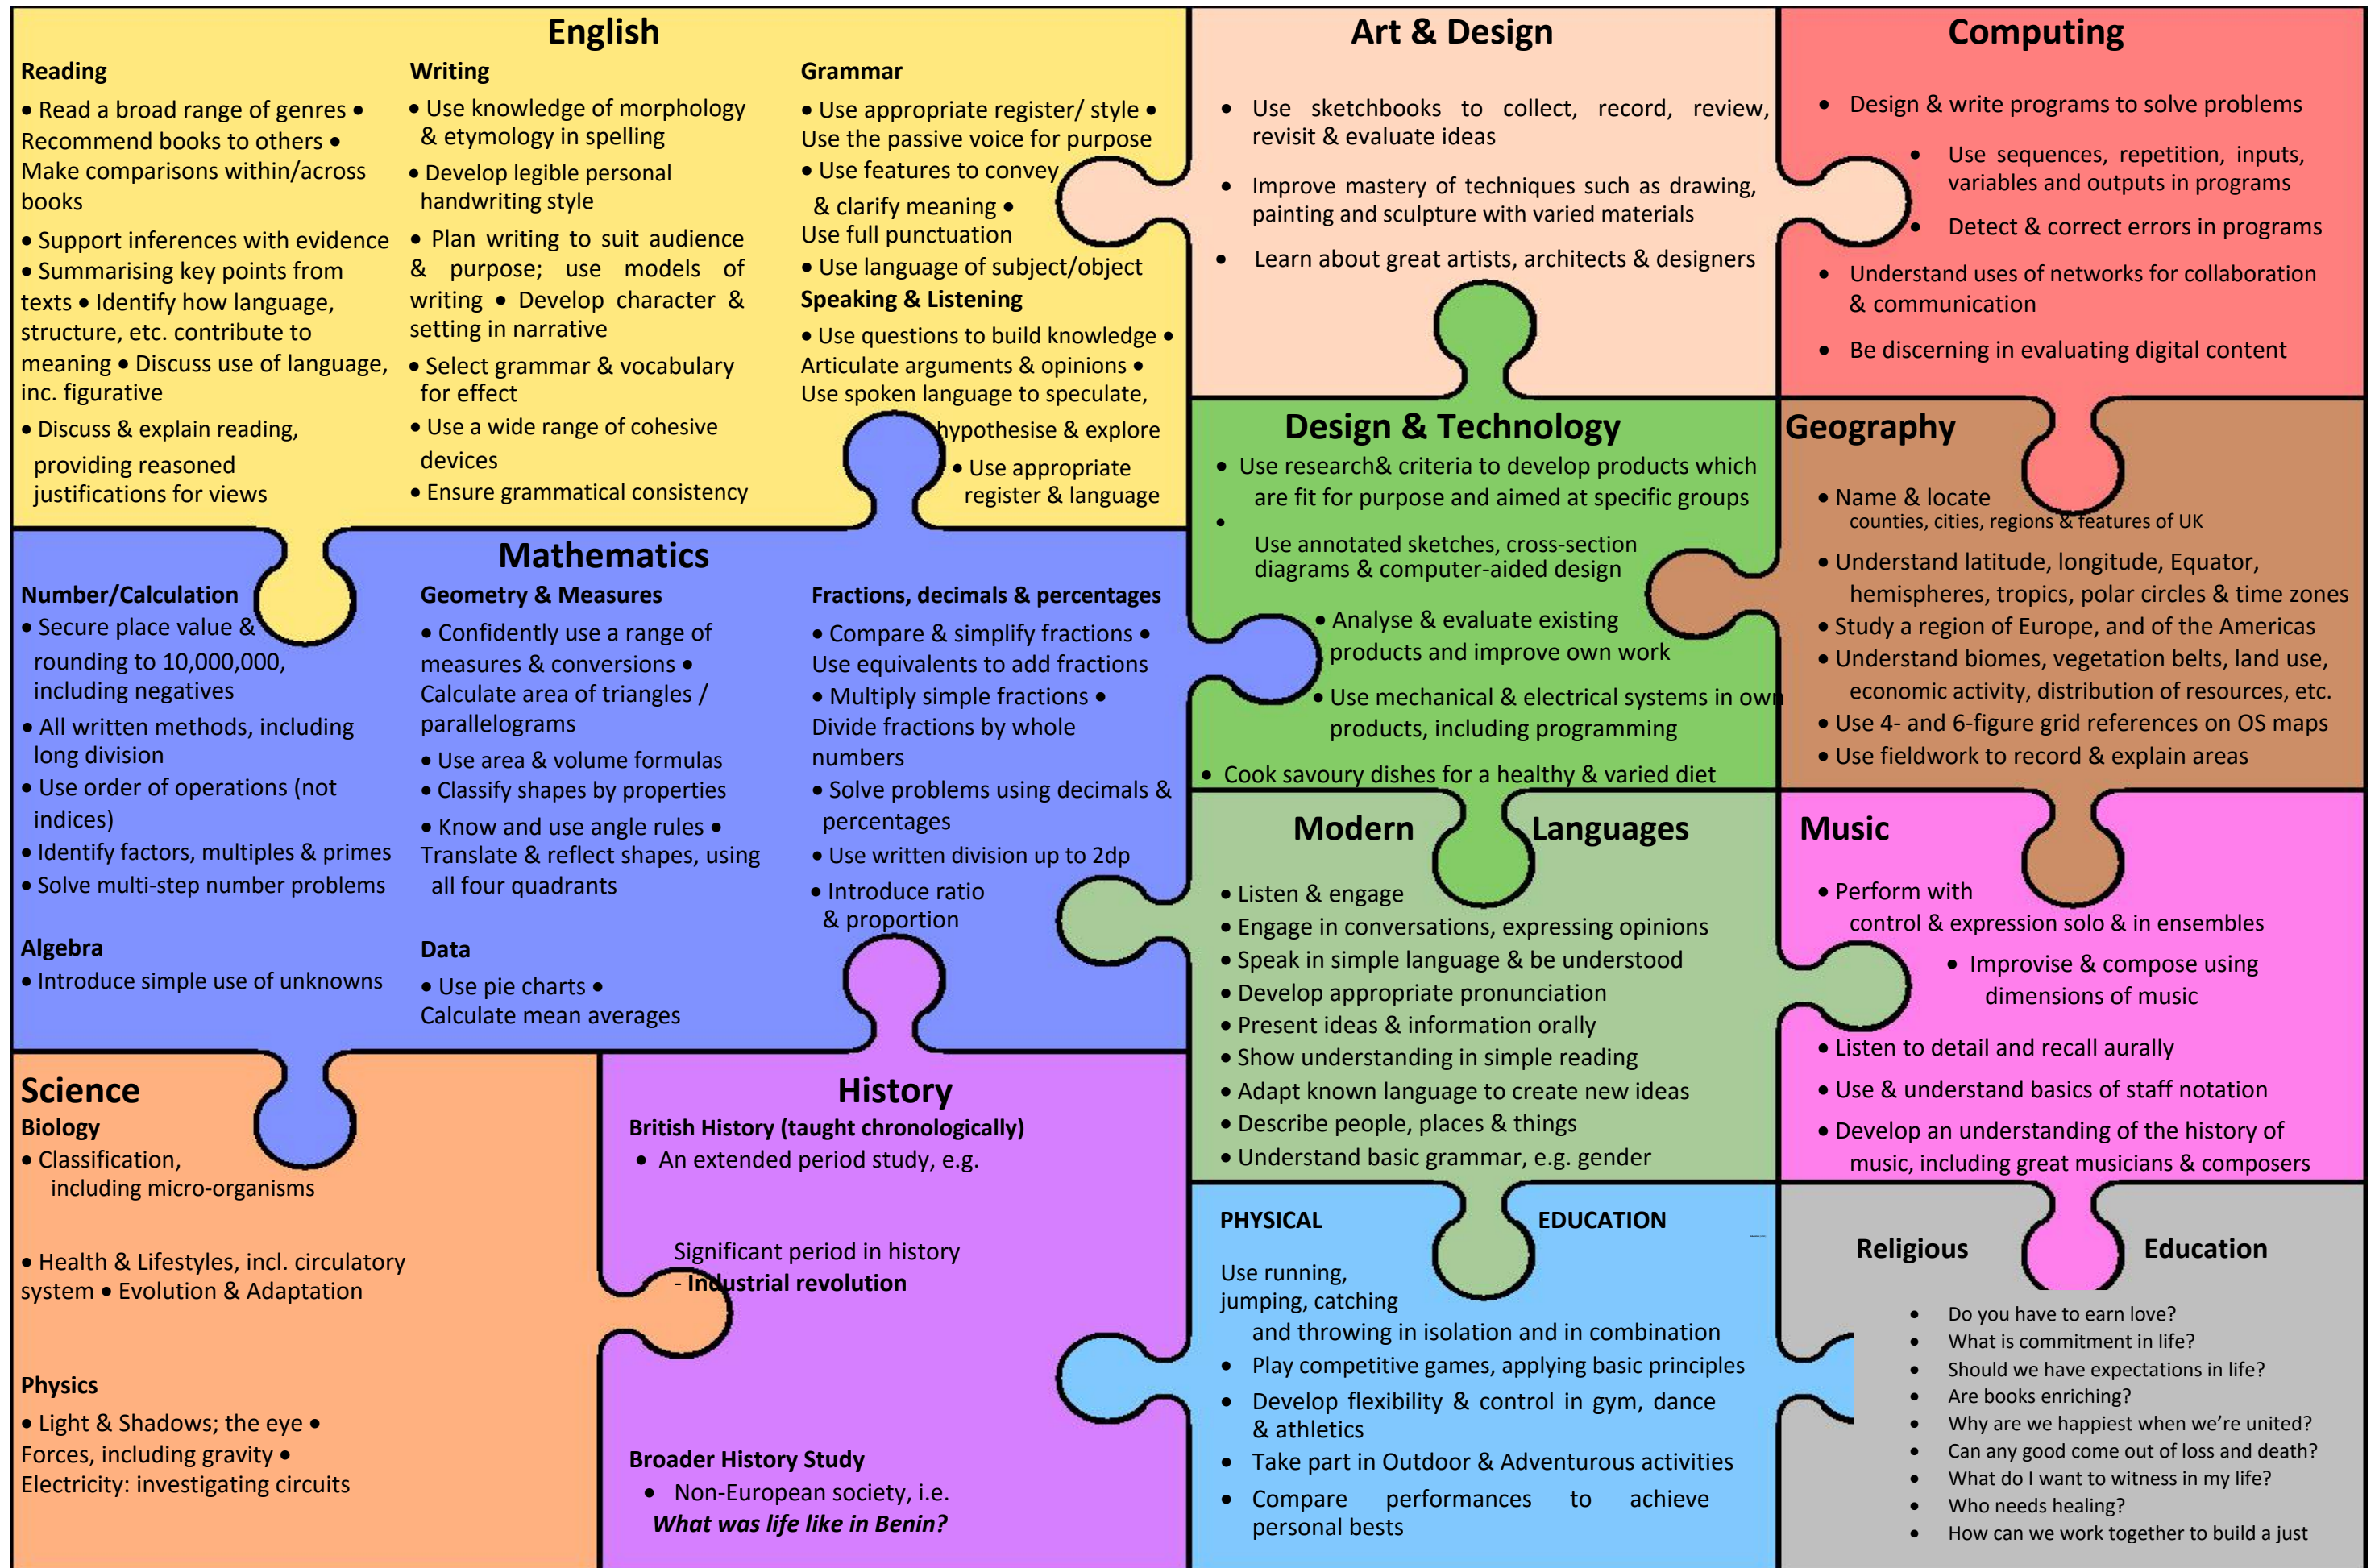 English
Reading
• Read a broad range of genres •
Recommend books to others •
Make comparisons within/across
books
• Support inferences with evidence
• Summarising key points from
texts • Identify how language,
structure, etc. contribute to
meaning • Discuss use of language,
inc. figurative
• Discuss & explain reading,
providing reasoned
justifications for views
Writing
• Use knowledge of morphology
& etymology in spelling
• Develop legible personal
handwriting style
• Plan writing to suit audience
& purpose; use models of
writing • Develop character &
setting in narrative
• Select grammar & vocabulary
for effect
• Use a wide range of cohesive
devices
• Ensure grammatical consistency
Grammar
• Use appropriate register/ style •
Use the passive voice for purpose
• Use features to convey
& clarify meaning •
Use full punctuation
• Use language of subject/object
Speaking & Listening
• Use questions to build knowledge •
Articulate arguments & opinions •
Use spoken language to speculate,
hypothesise & explore
• Use appropriate
register & language
Art & Design
• Use sketchbooks to collect, record, review,
revisit & evaluate ideas
• Improve mastery of techniques such as drawing,
painting and sculpture with varied materials
• Learn about great artists, architects & designers
Computing
• Design & write programs to solve problems
• Use sequences, repetition, inputs,
variables and outputs in programs
• Detect & correct errors in programs
• Understand uses of networks for collaboration
& communication
• Be discerning in evaluating digital content
Mathematics
Number/Calculation
• Secure place value &
rounding to 10,000,000,
including negatives
• All written methods, including
long division
• Use order of operations (not
indices)
• Identify factors, multiples & primes
• Solve multi-step number problems
Algebra
• Introduce simple use of unknowns
Geometry & Measures
• Confidently use a range of
measures & conversions •
Calculate area of triangles /
parallelograms
• Use area & volume formulas
• Classify shapes by properties
• Know and use angle rules •
Translate & reflect shapes, using
all four quadrants
Data
• Use pie charts •
Calculate mean averages
Fractions, decimals & percentages
• Compare & simplify fractions •
Use equivalents to add fractions
• Multiply simple fractions •
Divide fractions by whole
numbers
• Solve problems using decimals &
percentages
• Use written division up to 2dp
• Introduce ratio
& proportion
Design & Technology
• Use research& criteria to develop products which
are fit for purpose and aimed at specific groups
•
Use annotated sketches, cross-section
diagrams & computer-aided design
• Analyse & evaluate existing
products and improve own work
• Use mechanical & electrical systems in own
products, including programming
• Cook savoury dishes for a healthy & varied diet
Geography
• Name & locate
counties, cities, regions & features of UK
• Understand latitude, longitude, Equator,
hemispheres, tropics, polar circles & time zones
• Study a region of Europe, and of the Americas
• Understand biomes, vegetation belts, land use,
economic activity, distribution of resources, etc.
• Use 4- and 6-figure grid references on OS maps
• Use fieldwork to record & explain areas
Modern Languages
• Listen & engage
• Engage in conversations, expressing opinions
• Speak in simple language & be understood
• Develop appropriate pronunciation
• Present ideas & information orally
• Show understanding in simple reading
• Adapt known language to create new ideas
• Describe people, places & things
• Understand basic grammar, e.g. gender
Music
• Perform with
control & expression solo & in ensembles
• Improvise & compose using
dimensions of music
• Listen to detail and recall aurally
• Use & understand basics of staff notation
• Develop an understanding of the history of
music, including great musicians & composers
Science
Biology
• Classification,
including micro-organisms
• Health & Lifestyles, incl. circulatory
system • Evolution & Adaptation
Physics
• Light & Shadows; the eye •
Forces, including gravity •
Electricity: investigating circuits
History
British History (taught chronologically)
• An extended period study, e.g.
Significant period in history
- Industrial revolution
Broader History Study
• Non-European society, i.e.
What was life like in Benin?
PHYSICAL EDUCATION
Use running,
jumping, catching
and throwing in isolation and in combination
• Play competitive games, applying basic principles
• Develop flexibility & control in gym, dance
& athletics
• Take part in Outdoor & Adventurous activities
• Compare performances to achieve
personal bests
Religious Education
• Do you have to earn love?
• What is commitment in life?
• Should we have expectations in life?
• Are books enriching?
• Why are we happiest when we’re united?
• Can any good come out of loss and death?
• What do I want to witness in my life?
• Who needs healing?
• How can we work together to build a just